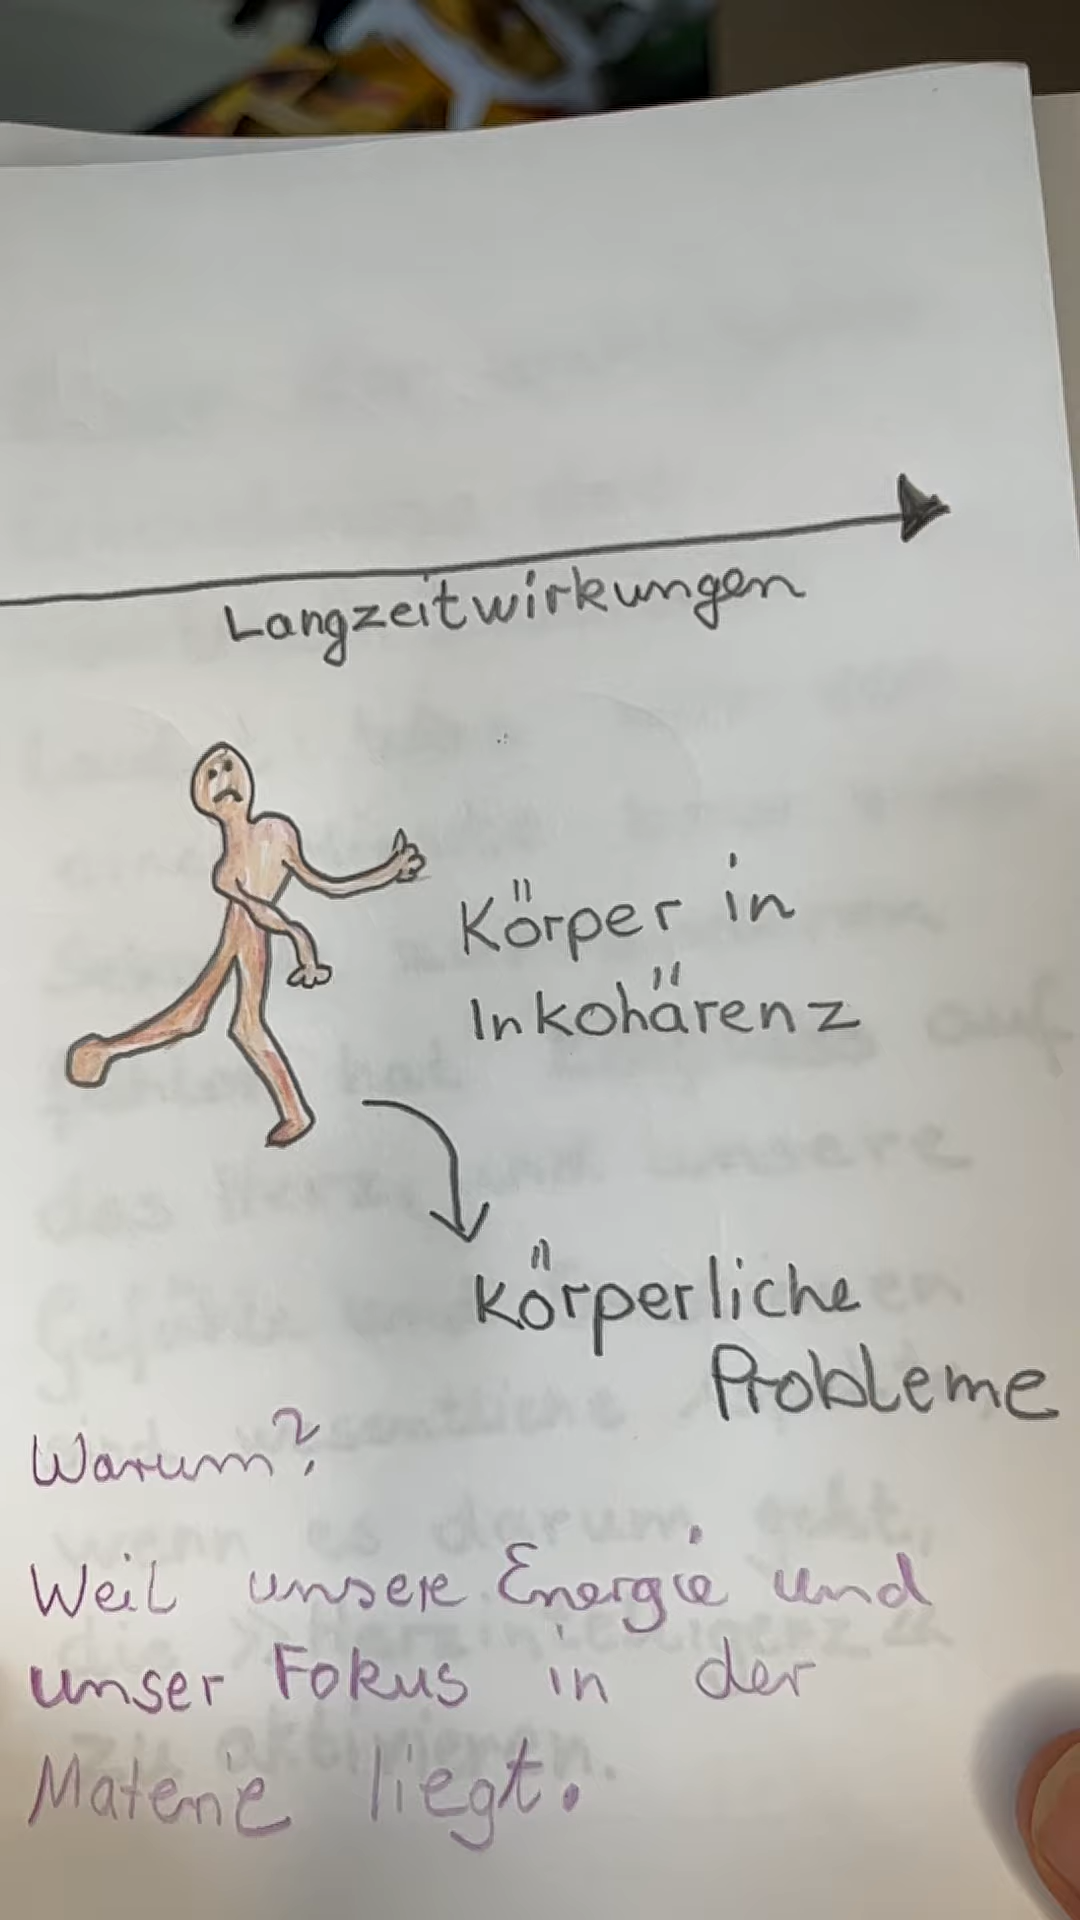 Langzeitwirkungen
Körper in
Inkohärenz
Körperliche
Probleme
Warum?
Weil unsere Energie und
unser Fokus in der
Materie liegt.